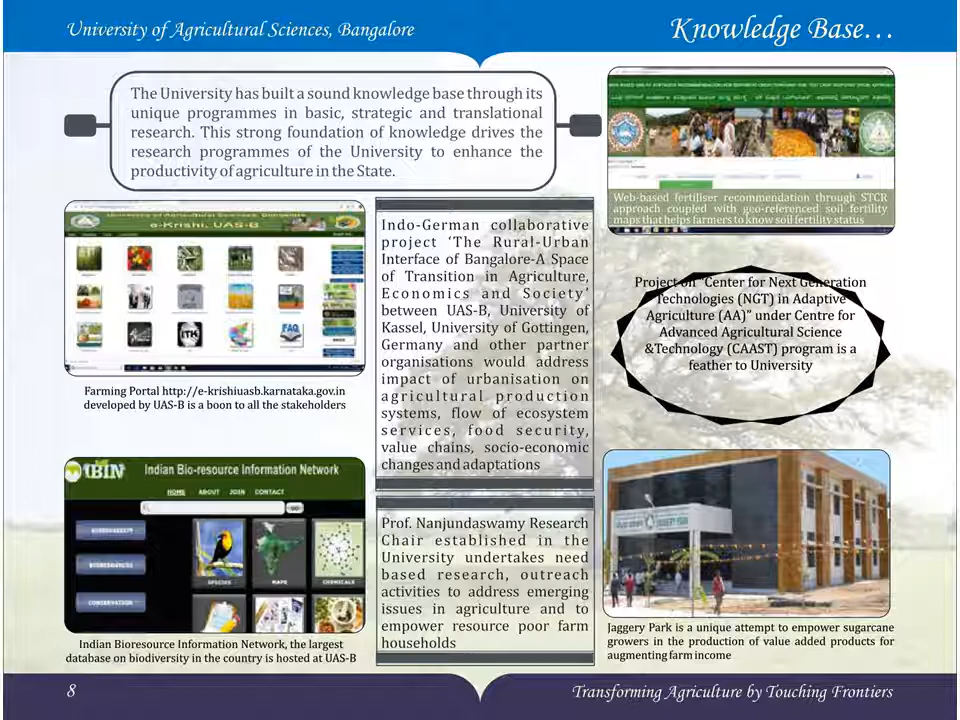 University of Agricultural Sciences, Bangalore
Knowledge Base…
The University has built a sound knowledge base through its
unique programmes in basic, strategic and translational
research. This strong foundation of knowledge drives the
research programmes of the University to enhance the
productivity of agriculture in the State.
University of Agricultural Sciences, Bangalore
e-Krishi, UAS-B
FAQ
Farming Portal http://e-krishiuasb.karnataka.gov.in
developed by UAS-B is a boon to all the stakeholders
IBIN
Indian Bio-resource Information Network
HOME ABOUT JOIN CONTACT
GO
BIODIVERSITY
BIORESOURCES
CONSERVATION
SPECIES
MAPS
CHEMICALS
Indian Bioresource Information Network, the largest
database on biodiversity in the country is hosted at UAS-B
Indo-German collaborative
project ‘The Rural-Urban
Interface of Bangalore-A Space
of Transition in Agriculture,
Economics and Society’
between UAS-B, University of
Kassel, University of Gottingen,
Germany and other partner
organisations would address
impact of urbanisation on
agricultural production
systems, flow of ecosystem
services, food security,
value chains, socio-economic
changes and adaptations
Prof. Nanjundaswamy Research
Chair established in the
University undertakes need
based research, outreach
activities to address emerging
issues in agriculture and to
empower resource poor farm
households
Web-based fertiliser recommendation through STCR
approach coupled with geo-referenced soil fertility
maps that helps farmers to know soil fertility status
Project on “Center for Next Generation
Technologies (NGT) in Adaptive
Agriculture (AA)” under Centre for
Advanced Agricultural Science
&Technology (CAAST) program is a
feather to University
JAGGERY PARK
Jaggery Park is a unique attempt to empower sugarcane
growers in the production of value added products for
augmenting farm income
8
Transforming Agriculture by Touching Frontiers